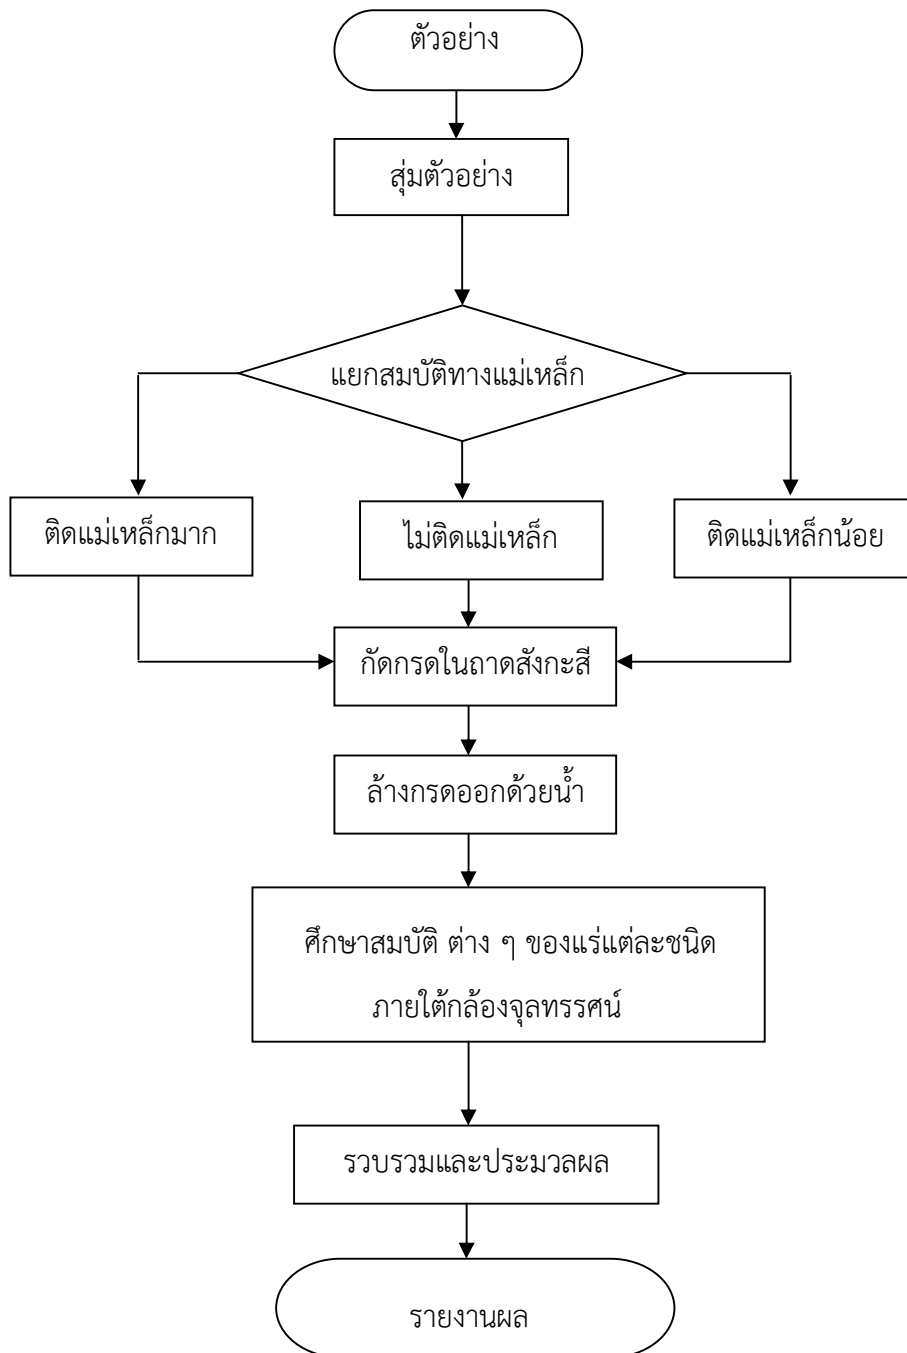 ตัวอย่าง
สุ่มตัวอย่าง
แยกสมบัติทางแม่เหล็ก
ติดแม่เหล็กมาก
ไม่ติดแม่เหล็ก
ติดแม่เหล็กน้อย
กัดกรดในถาดสังกะสี
ล้างกรดออกด้วยน้ำ
ศึกษาสมบัติ ต่าง ๆ ของแร่แต่ละชนิด
ภายใต้กล้องจุลทรรศน์
รวบรวมและประมวลผล
รายงานผล